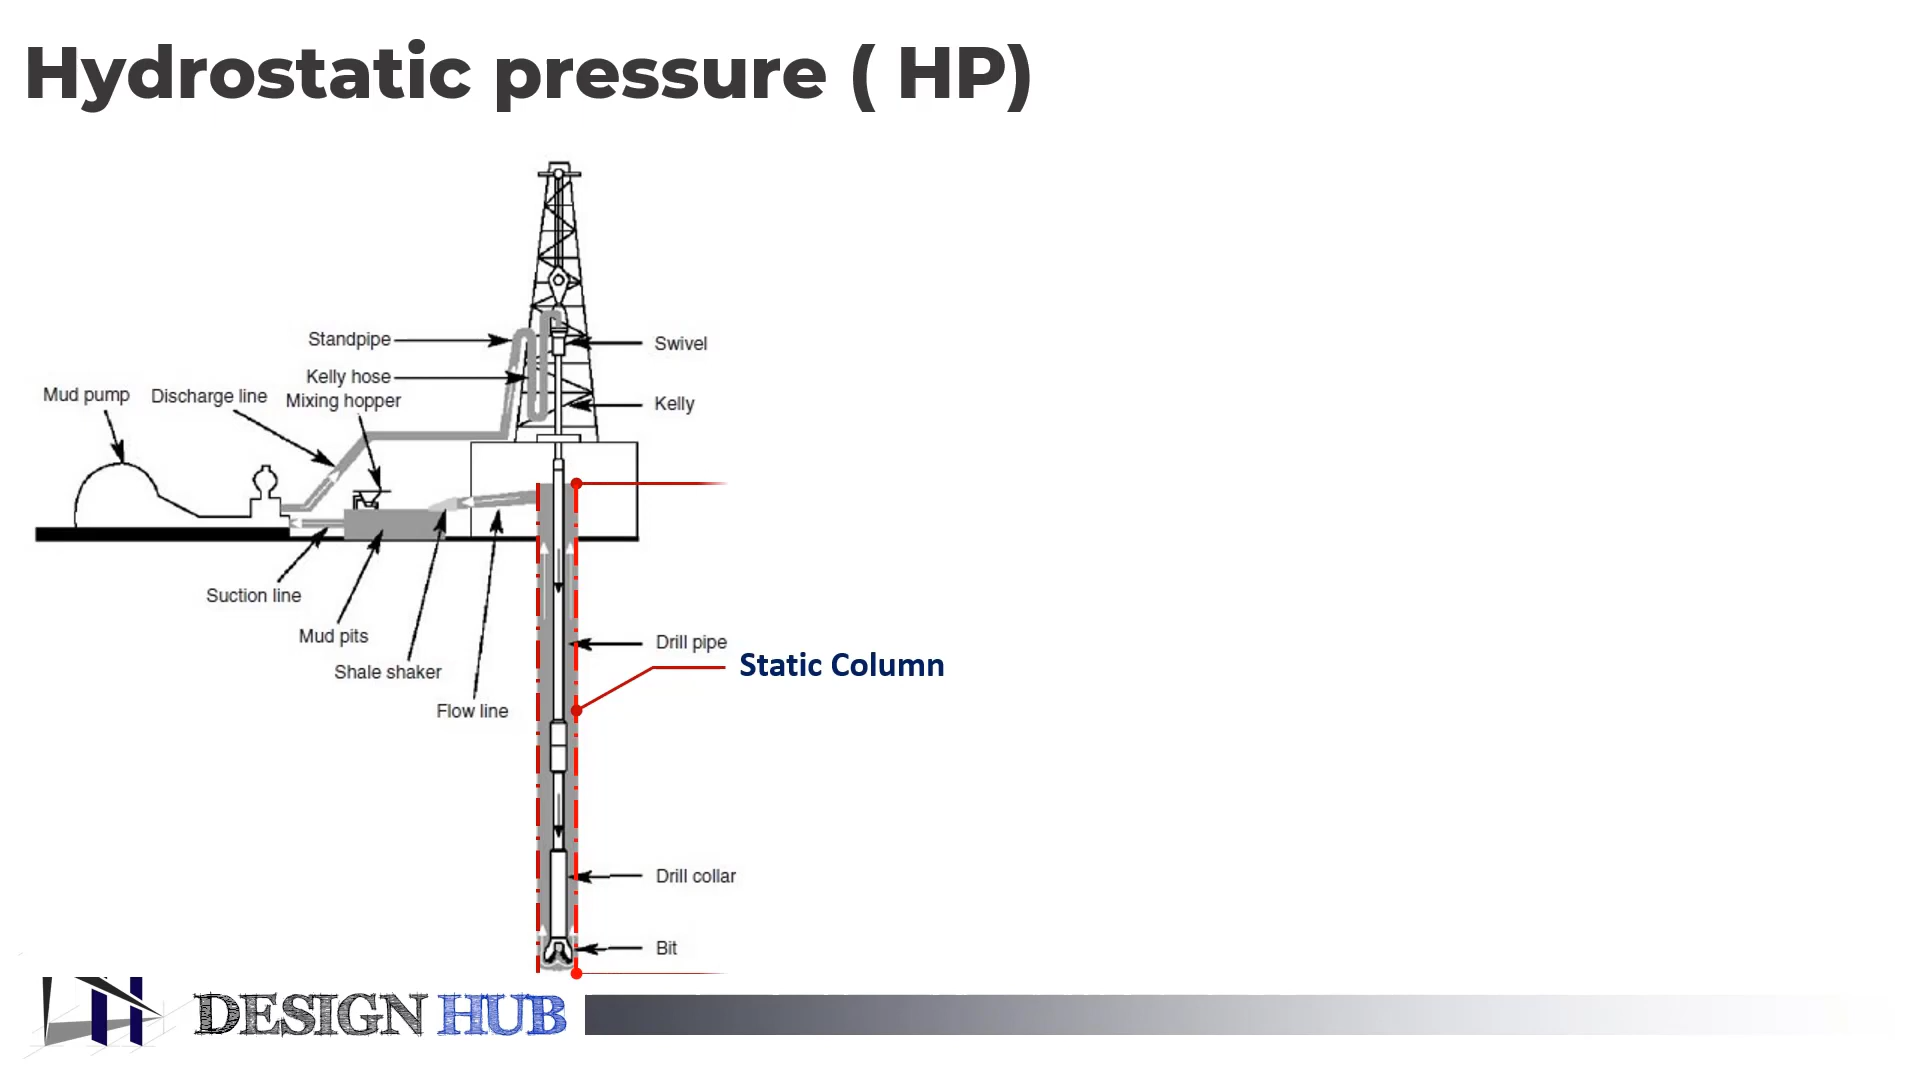 Hydrostatic pressure ( HP)
Standpipe
Swivel
Kelly hose
Mud pump
Discharge line
Mixing hopper
Kelly
Suction line
Mud pits
Shale shaker
Flow line
Drill pipe
Static Column
Drill collar
Bit
DESIGN HUB